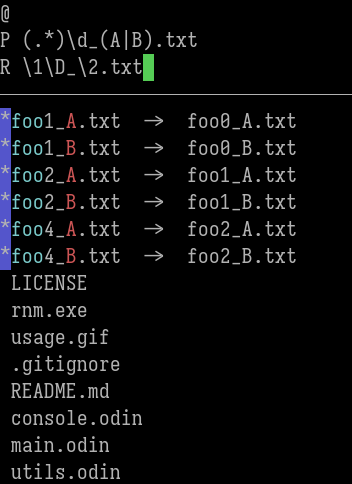 @
P (.*)\d_(A|B).txt
R \1\D_\2.txt
*foo1_A.txt → foo0_A.txt
*foo1_B.txt → foo0_B.txt
*foo2_A.txt → foo1_A.txt
*foo2_B.txt → foo1_B.txt
*foo4_A.txt → foo2_A.txt
*foo4_B.txt → foo2_B.txt
LICENSE
rnm.exe
usage.gif
.gitignore
README.md
console.odin
main.odin
utils.odin